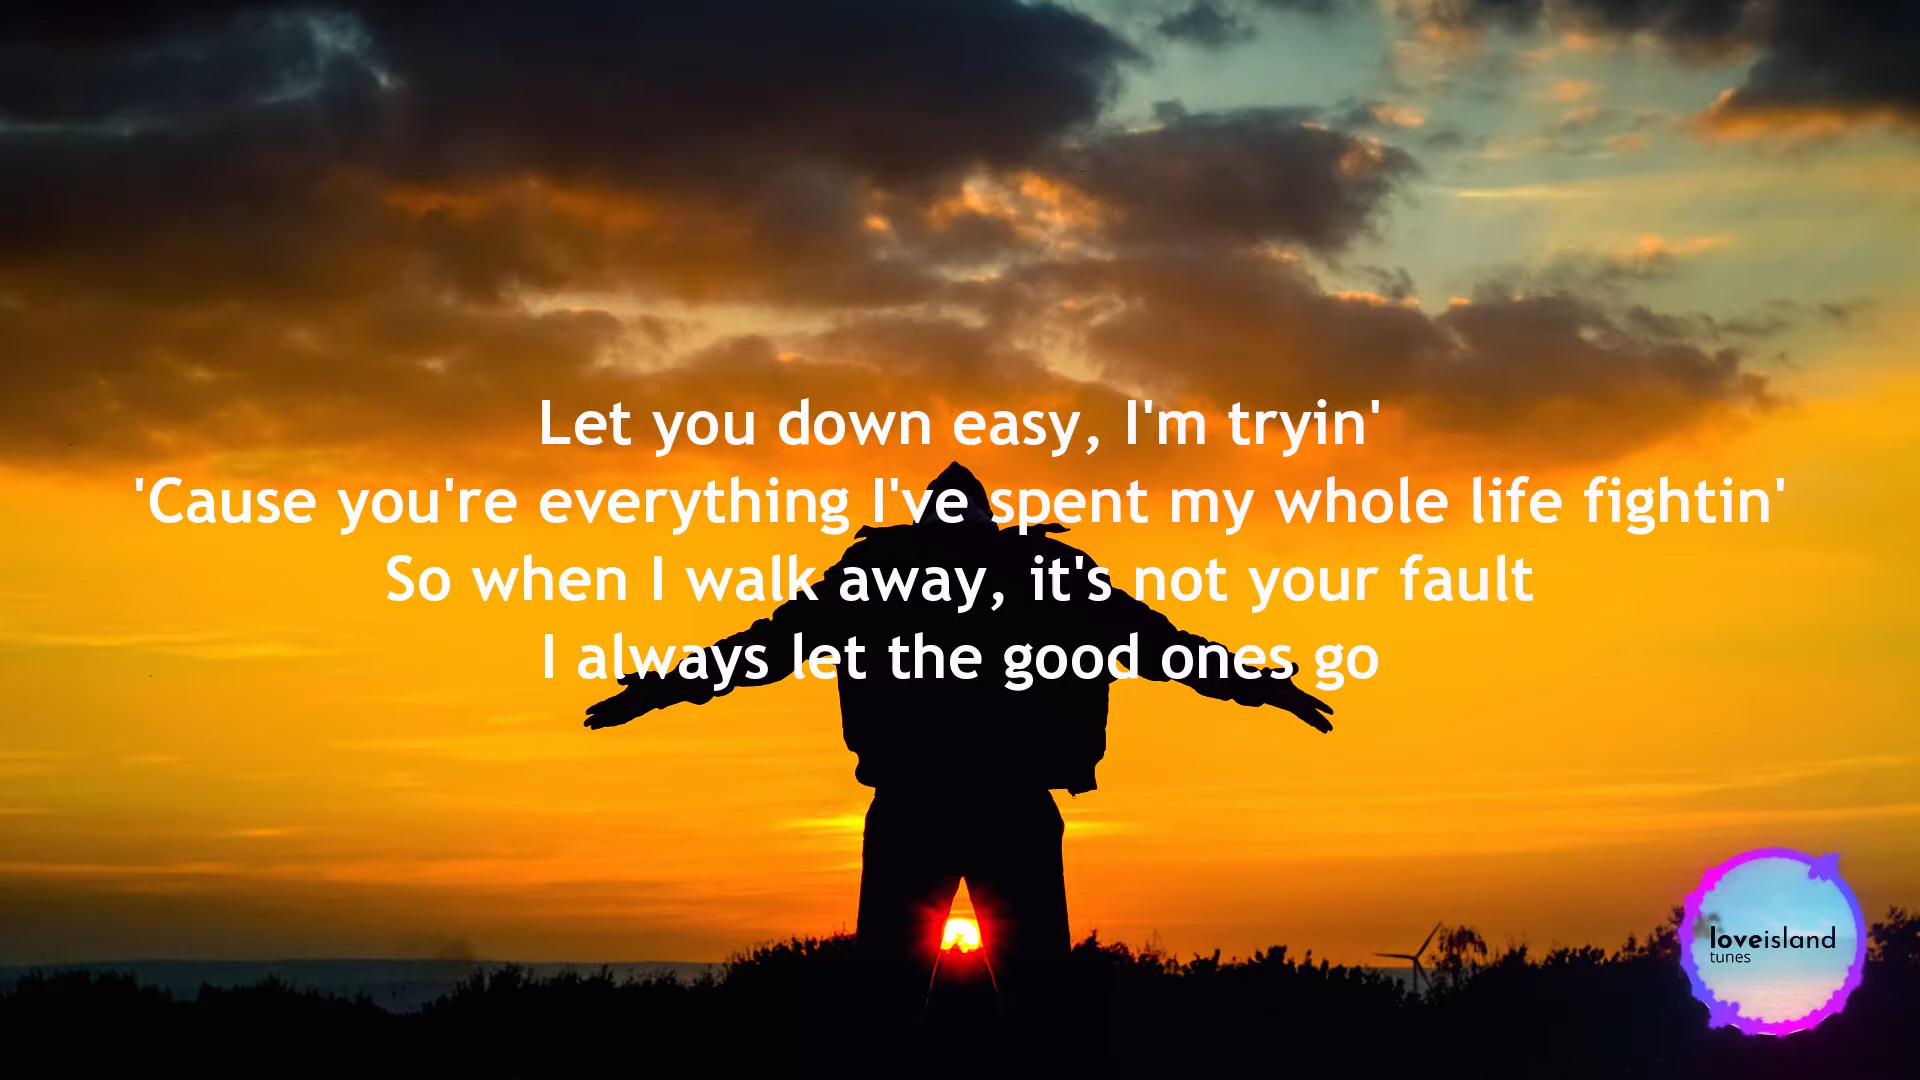 Let you down easy, I'm tryin'
'Cause you're everything I've spent my whole life fightin'
So when I walk away, it's not your fault
I always let the good ones go
loveisland
tunes